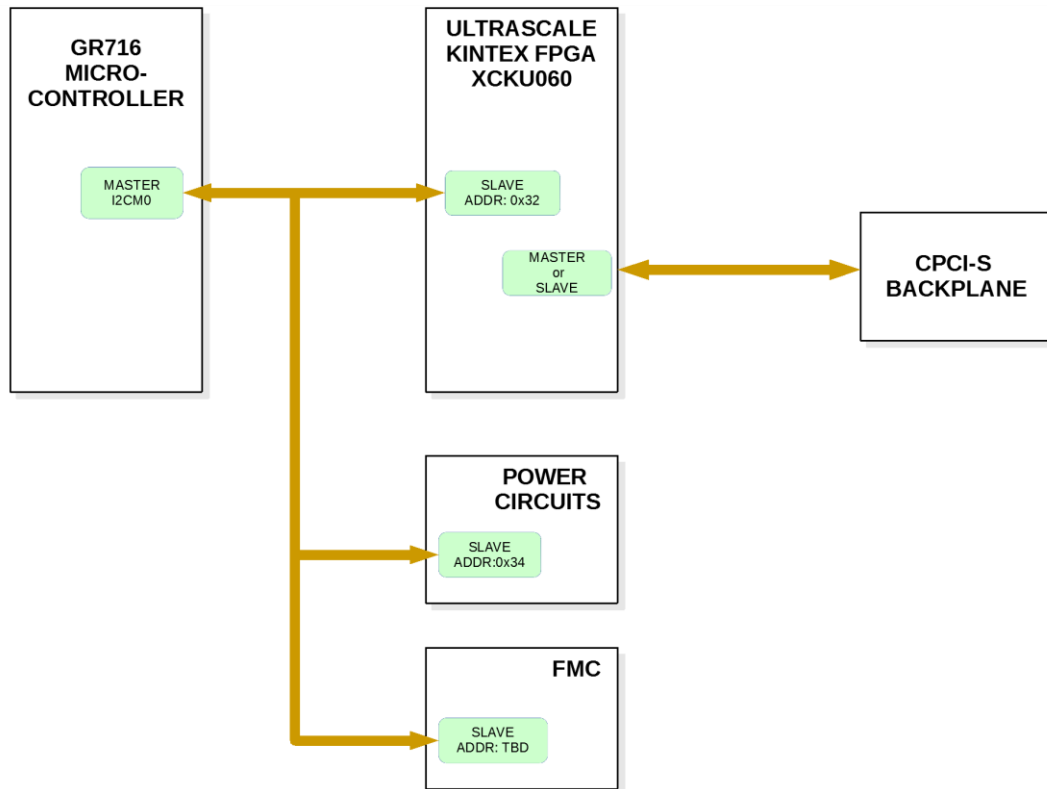 GR716
MICRO-
CONTROLLER
MASTER
I2CM0
ULTRASCALE
KINTEX FPGA
XCKU060
SLAVE
ADDR: 0x32
MASTER
or
SLAVE
CPCI-S
BACKPLANE
POWER
CIRCUITS
SLAVE
ADDR:0x34
FMC
SLAVE
ADDR: TBD